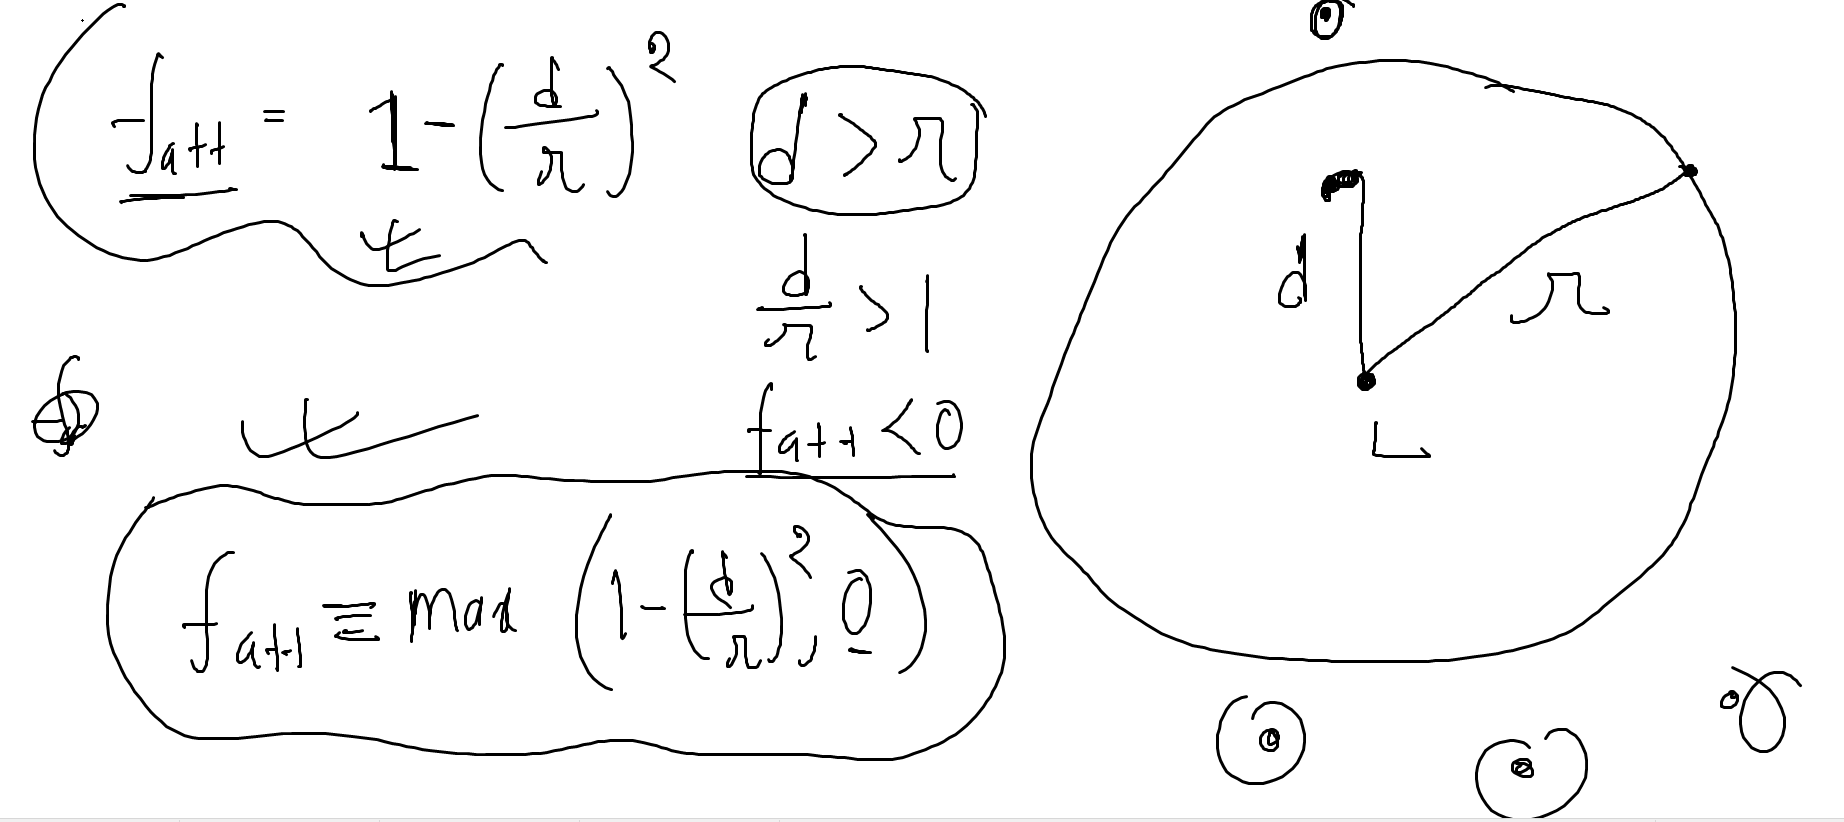 f_att = 1 - (d/r)^2
d > r
d/r > 1
f_att < 0
f_att ≡ max (1 - (d/r)^2, 0)
d
r
L